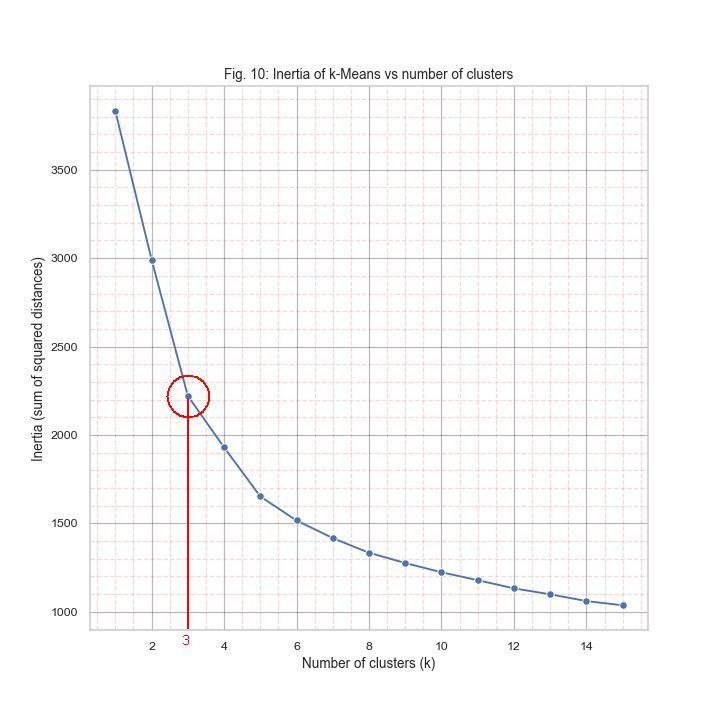 Fig. 10: Inertia of k-Means vs number of clusters
Inertia (sum of squared distances)
3500
3000
2500
2000
1500
1000
2 4 6 8 10 12 14
3
Number of clusters (k)